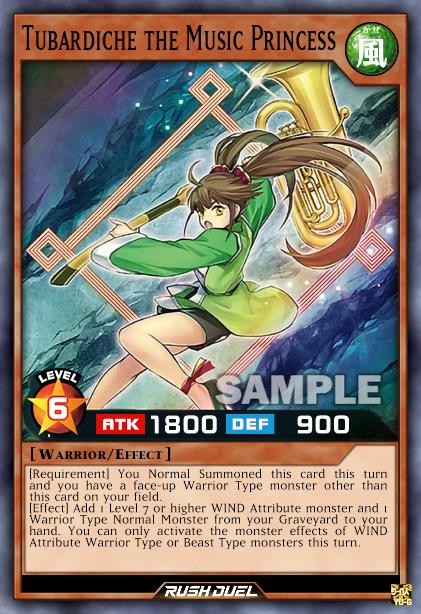 TUBARDICHE THE MUSIC PRINCESS
かぜ
風
SAMPLE
LEVEL
6
ATK 1800 DEF 900
[WARRIOR/EFFECT]
[Requirement] You Normal Summoned this card this turn
and you have a face-up Warrior Type monster other than
this card on your field.
[Effect] Add 1 Level 7 or higher WIND Attribute monster and 1
Warrior Type Normal Monster from your Graveyard to your
hand. You can only activate the monster effects of WIND
Attribute Warrior Type or Beast Type monsters this turn.
RUSH DUEL